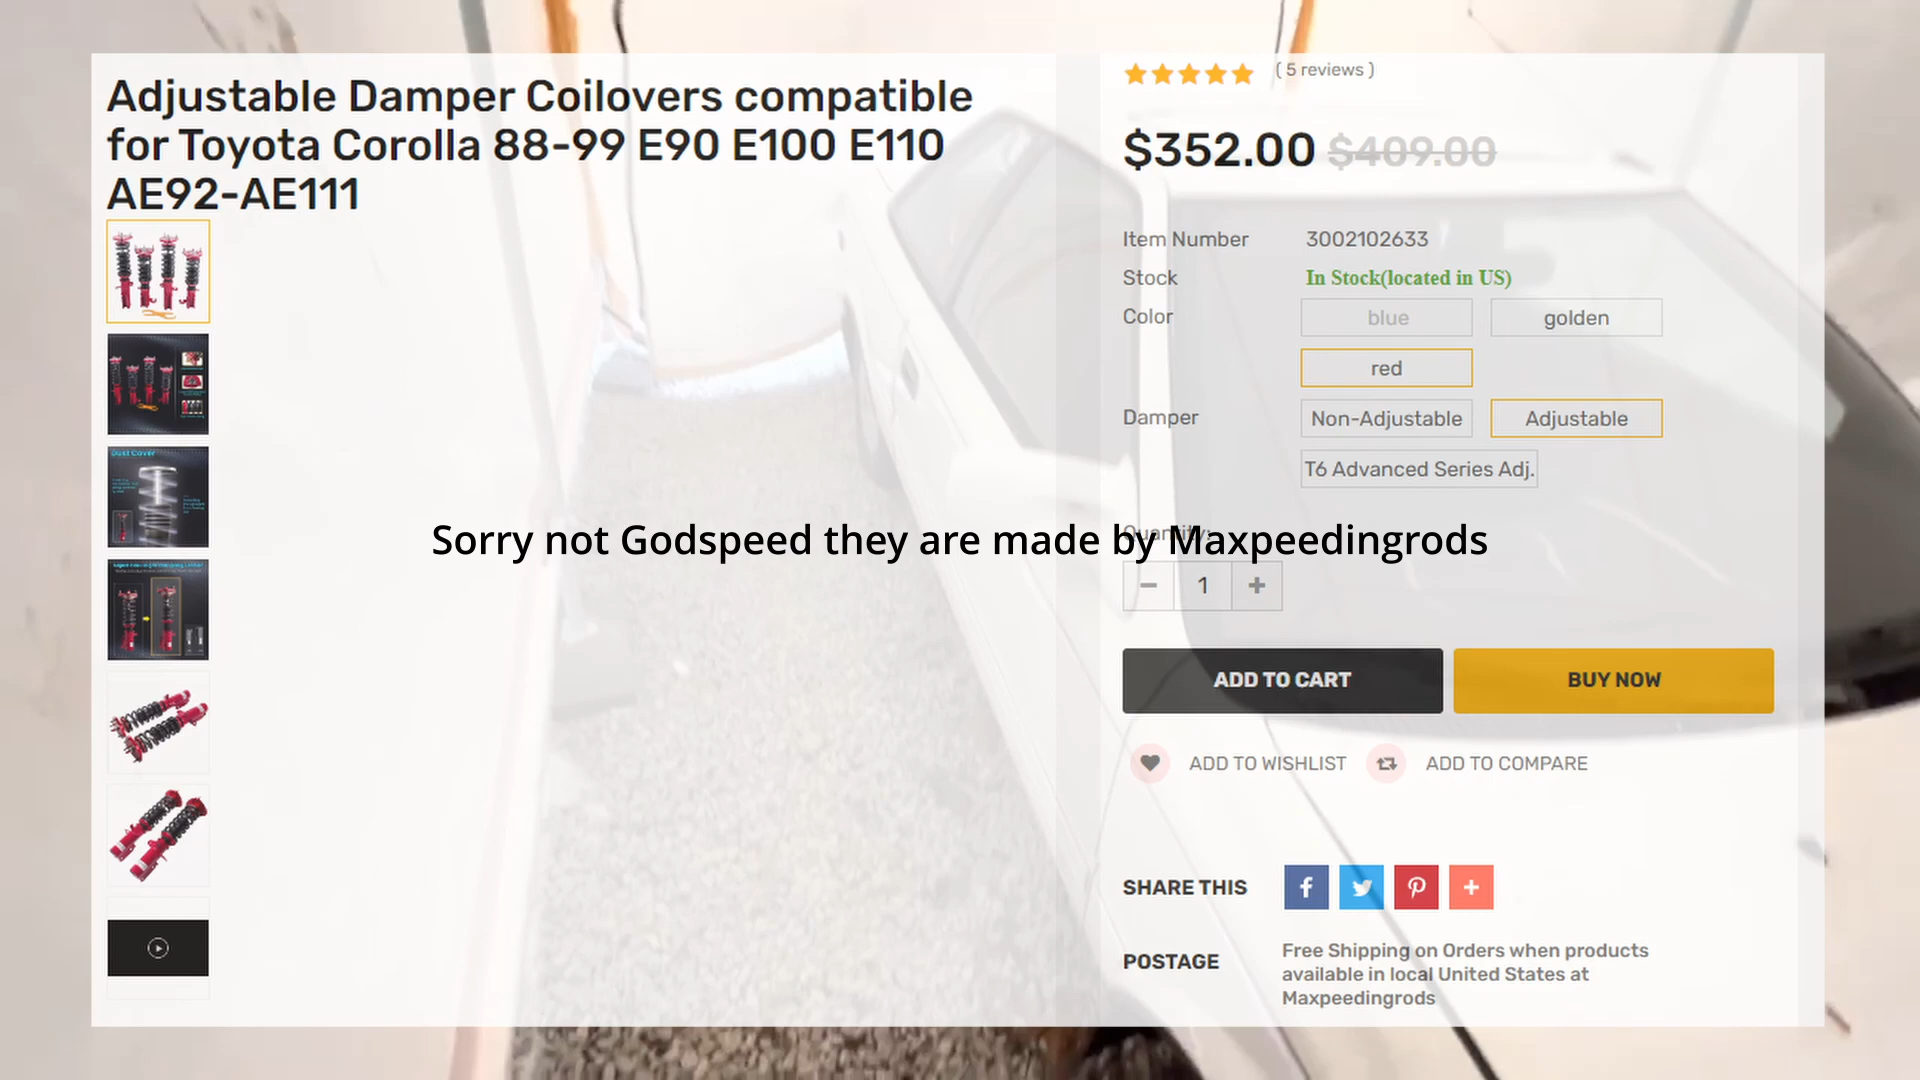 Adjustable Damper Coilovers compatible
for Toyota Corolla 88-99 E90 E100 E110
AE92-AE111
Dust Cover
( 5 reviews )
$352.00 $409.00
Item Number 3002102633
Stock In Stock(located in US)
Color blue golden
red
Damper Non-Adjustable Adjustable
T6 Advanced Series Adj.
Quantity:
Sorry not Godspeed they are made by Maxpeedingrods
− 1 +
ADD TO CART BUY NOW
ADD TO WISHLIST ADD TO COMPARE
SHARE THIS
POSTAGE Free Shipping on Orders when products
available in local United States at
Maxpeedingrods